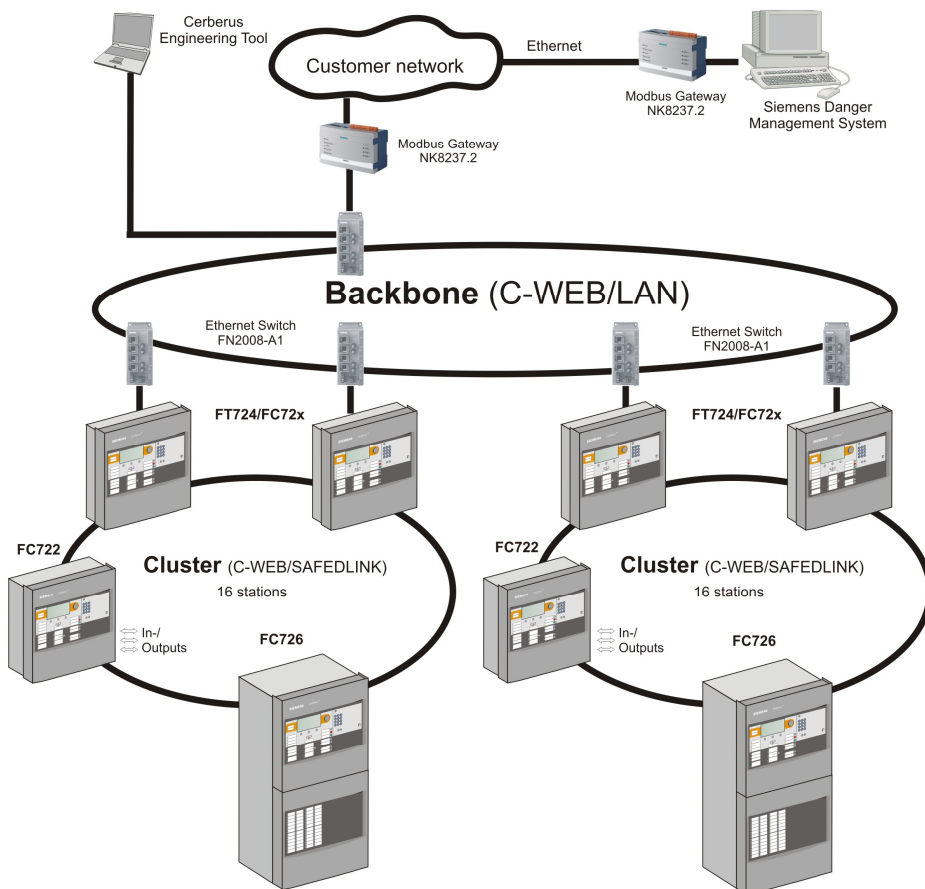 Cerberus
Engineering Tool
Customer network
Ethernet
Modbus Gateway
NK8237.2
Siemens Danger
Management System
Modbus Gateway
NK8237.2
Backbone (C-WEB/LAN)
Ethernet Switch
FN2008-A1
Ethernet Switch
FN2008-A1
FT724/FC72x
FT724/FC72x
FC722
Cluster (C-WEB/SAFEDLINK)
16 stations
In-/
Outputs
FC726
FC722
Cluster (C-WEB/SAFEDLINK)
16 stations
In-/
Outputs
FC726